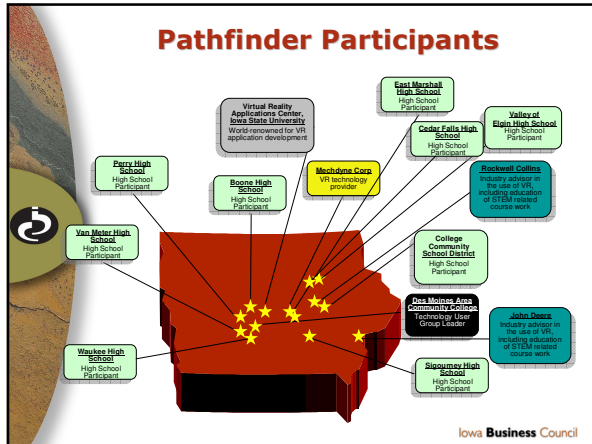 Pathfinder Participants
East Marshall
High School
High School
Participant
Virtual Reality
Applications Center,
Iowa State University
World-renowned for VR
application development
Valley of
Elgin High School
High School
Participant
Cedar Falls High
School
High School
Participant
Perry High
School
High School
Participant
Boone High
School
High School
Participant
Mechdyne Corp
VR technology
provider
Rockwell Collins
Industry advisor in
the use of VR,
including education
of STEM related
course work
Van Meter High
School
High School
Participant
College
Community
School District
High School
Participant
Des Moines Area
Community College
Technology User
Group Leader
John Deere
Industry advisor in
the use of VR,
including education
of STEM related
course work
Waukee High
School
High School
Participant
Sigourney High
School
High School
Participant
Iowa Business Council